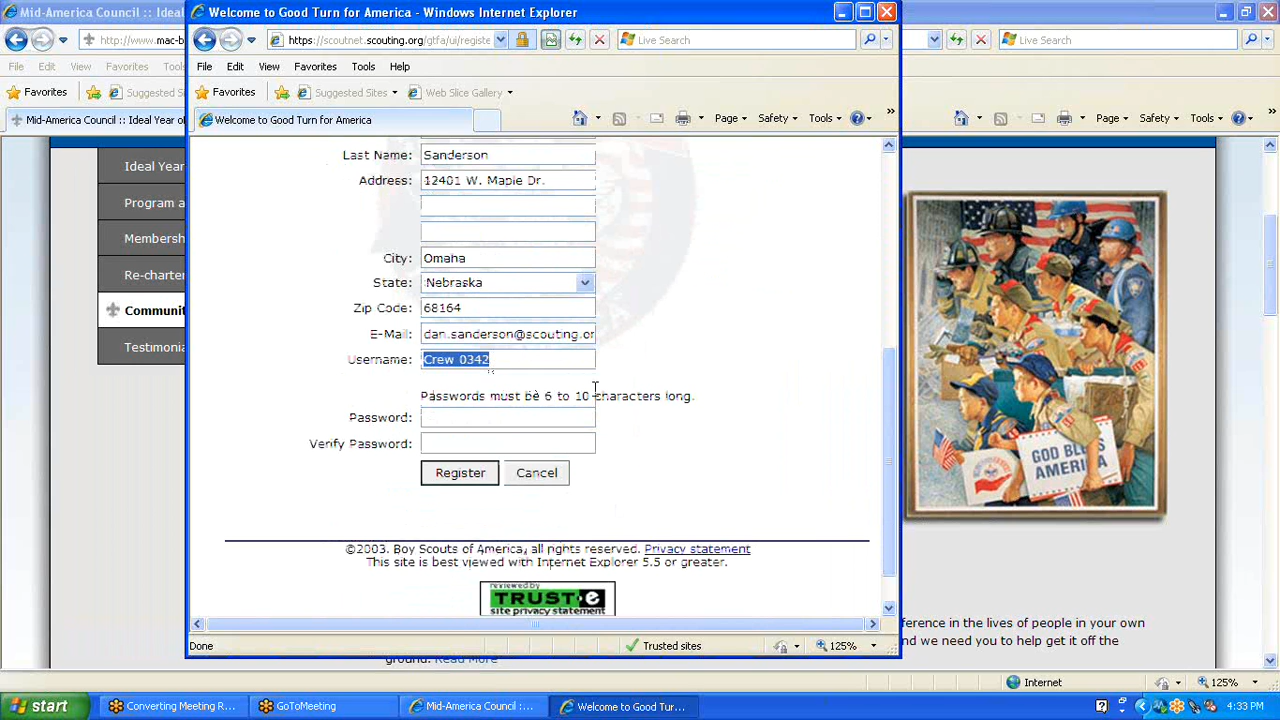 Mid-America Council :: Ideal
Welcome to Good Turn for America - Windows Internet Explorer
http://www.mac-b
https://scoutnet.scouting.org/gtfa/ui/registe
Live Search
Live Search
File Edit View Favorites Tools
File Edit View Favorites Tools Help
Favorites
Suggested S
Favorites
Suggested Sites
Web Slice Gallery
Mid-America Council :: Ideal Year of
Welcome to Good Turn for America
Page Safety Tools
»
Page Safety Tools
»
Ideal Year
Program a
Membersh
Re-charter
Communit
Testimonia
Last Name: Sanderson
Address: 12401 W. Maple Dr.
City: Omaha
State: Nebraska
Zip Code: 68164
E-Mail: dan.sanderson@scouting.or
Username: Crew 0342
Passwords must be 6 to 10 characters long.
Password:
Verify Password:
Register Cancel
©2003. Boy Scouts of America, all rights reserved. Privacy statement
This site is best viewed with Internet Explorer 5.5 or greater.
reviewed by
TRUST·e
site privacy statement
GOD BLESS
AMERICA
ference in the lives of people in your own
and we need you to help get it off the
ground. Read More
Done
Trusted sites
125%
Internet
125%
start
Converting Meeting R...
GoToMeeting
Mid-America Council :...
Welcome to Good Tur...
4:33 PM